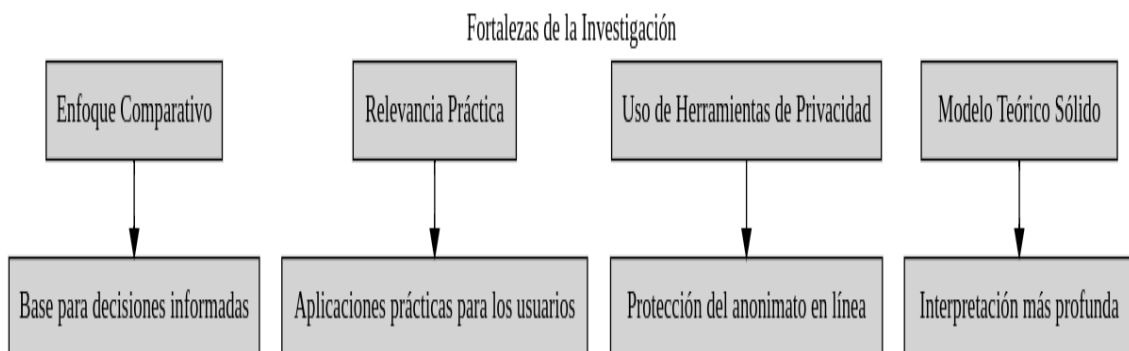 Fortalezas de la Investigación
Enfoque Comparativo
Relevancia Práctica
Uso de Herramientas de Privacidad
Modelo Teórico Sólido
Base para decisiones informadas
Aplicaciones prácticas para los usuarios
Protección del anonimato en línea
Interpretación más profunda